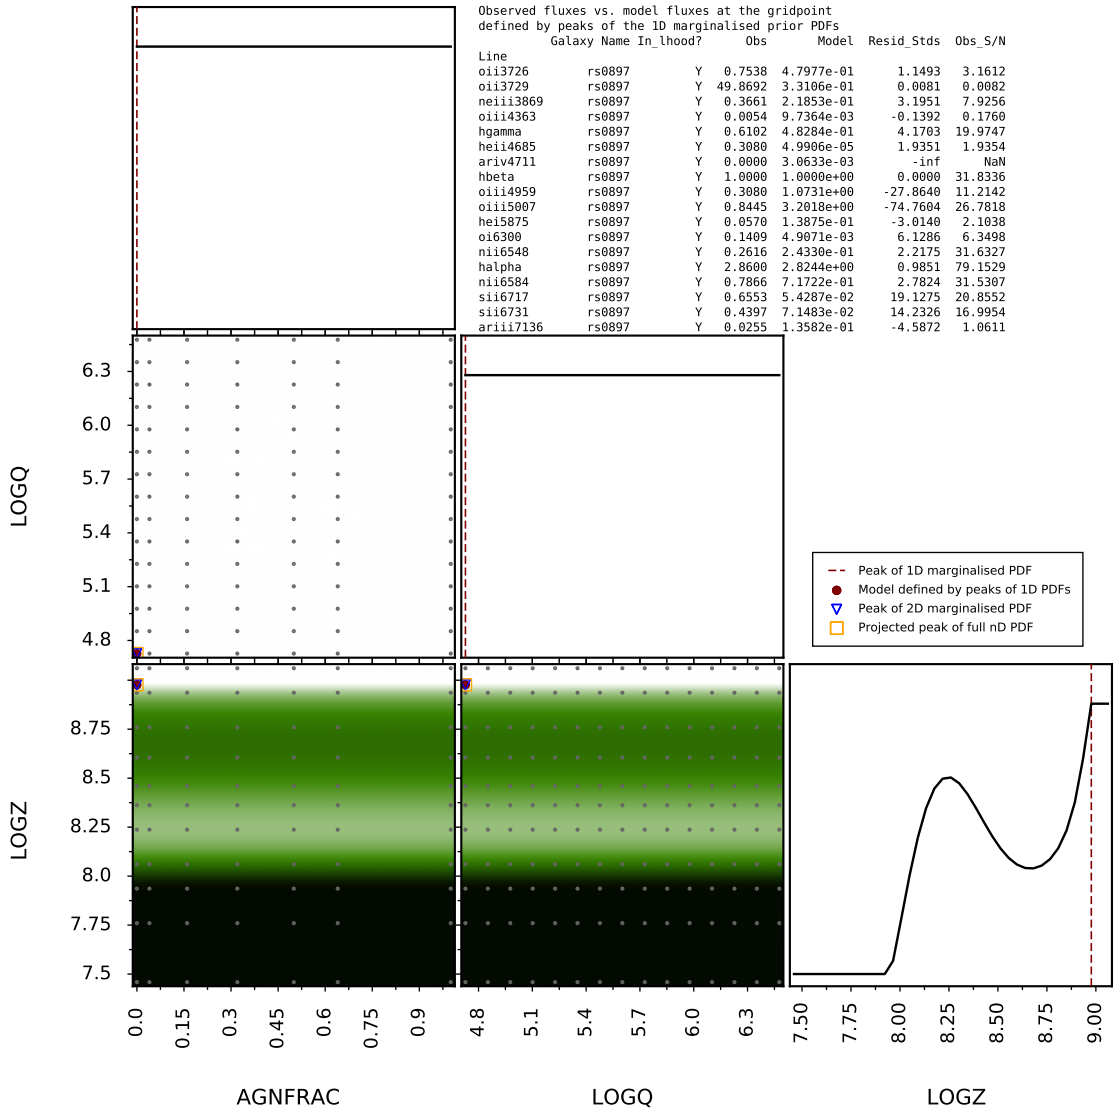 Observed fluxes vs. model fluxes at the gridpoint
defined by peaks of the 1D marginalised prior PDFs
Galaxy Name In_lhood? Obs Model Resid_Stds Obs_S/N
Line
oii3726 rs0897 Y 0.7538 4.7977e-01 1.1493 3.1612
oii3729 rs0897 Y 49.8692 3.3106e-01 0.0081 0.0082
neiii3869 rs0897 Y 0.3661 2.1853e-01 3.1951 7.9256
oiii4363 rs0897 Y 0.0054 9.7364e-03 -0.1392 0.1760
hgamma rs0897 Y 0.6102 4.8284e-01 4.1703 19.9747
heii4685 rs0897 Y 0.3080 4.9906e-05 1.9351 1.9354
ariv4711 rs0897 Y 0.0000 3.0633e-03 -inf NaN
hbeta rs0897 Y 1.0000 1.0000e+00 0.0000 31.8336
oiii4959 rs0897 Y 0.3080 1.0731e+00 -27.8640 11.2142
oiii5007 rs0897 Y 0.8445 3.2018e+00 -74.7604 26.7818
hei5875 rs0897 Y 0.0570 1.3875e-01 -3.0140 2.1038
oi6300 rs0897 Y 0.1409 4.9071e-03 6.1286 6.3498
nii6548 rs0897 Y 0.2616 2.4330e-01 2.2175 31.6327
halpha rs0897 Y 2.8600 2.8244e+00 0.9851 79.1529
nii6584 rs0897 Y 0.7866 7.1722e-01 2.7824 31.5307
sii6717 rs0897 Y 0.6553 5.4287e-02 19.1275 20.8552
sii6731 rs0897 Y 0.4397 7.1483e-02 14.2326 16.9954
ariii7136 rs0897 Y 0.0255 1.3582e-01 -4.5872 1.0611
LOGQ
6.3
6.0
5.7
5.4
5.1
4.8
Peak of 1D marginalised PDF
Model defined by peaks of 1D PDFs
Peak of 2D marginalised PDF
Projected peak of full nD PDF
LOGZ
8.75
8.5
8.25
8.0
7.75
7.5
0.0 0.15 0.3 0.45 0.6 0.75 0.9
4.8 5.1 5.4 5.7 6.0 6.3
7.50 7.75 8.00 8.25 8.50 8.75 9.00
AGNFRAC LOGQ LOGZ